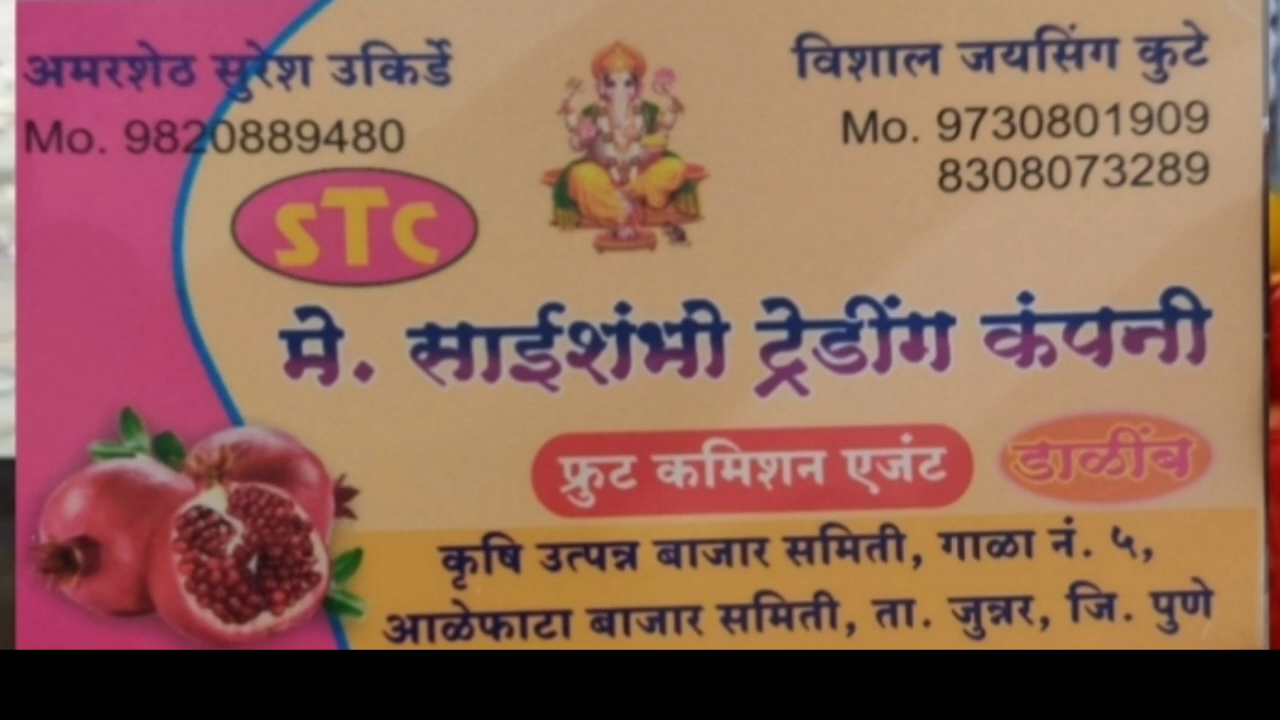 अमरशेठ सुरेश उकिर्डे
Mo. 9820889480
विशाल जयसिंग कुटे
Mo. 9730801909
8308073289
STC
मे. साईशंभो ट्रेडींग कंपनी
फ्रुट कमिशन एजंट
डाळींब
कृषि उत्पन्न बाजार समिती, गाळा नं. ५,
आळेफाटा बाजार समिती, ता. जुन्नर, जि. पुणे